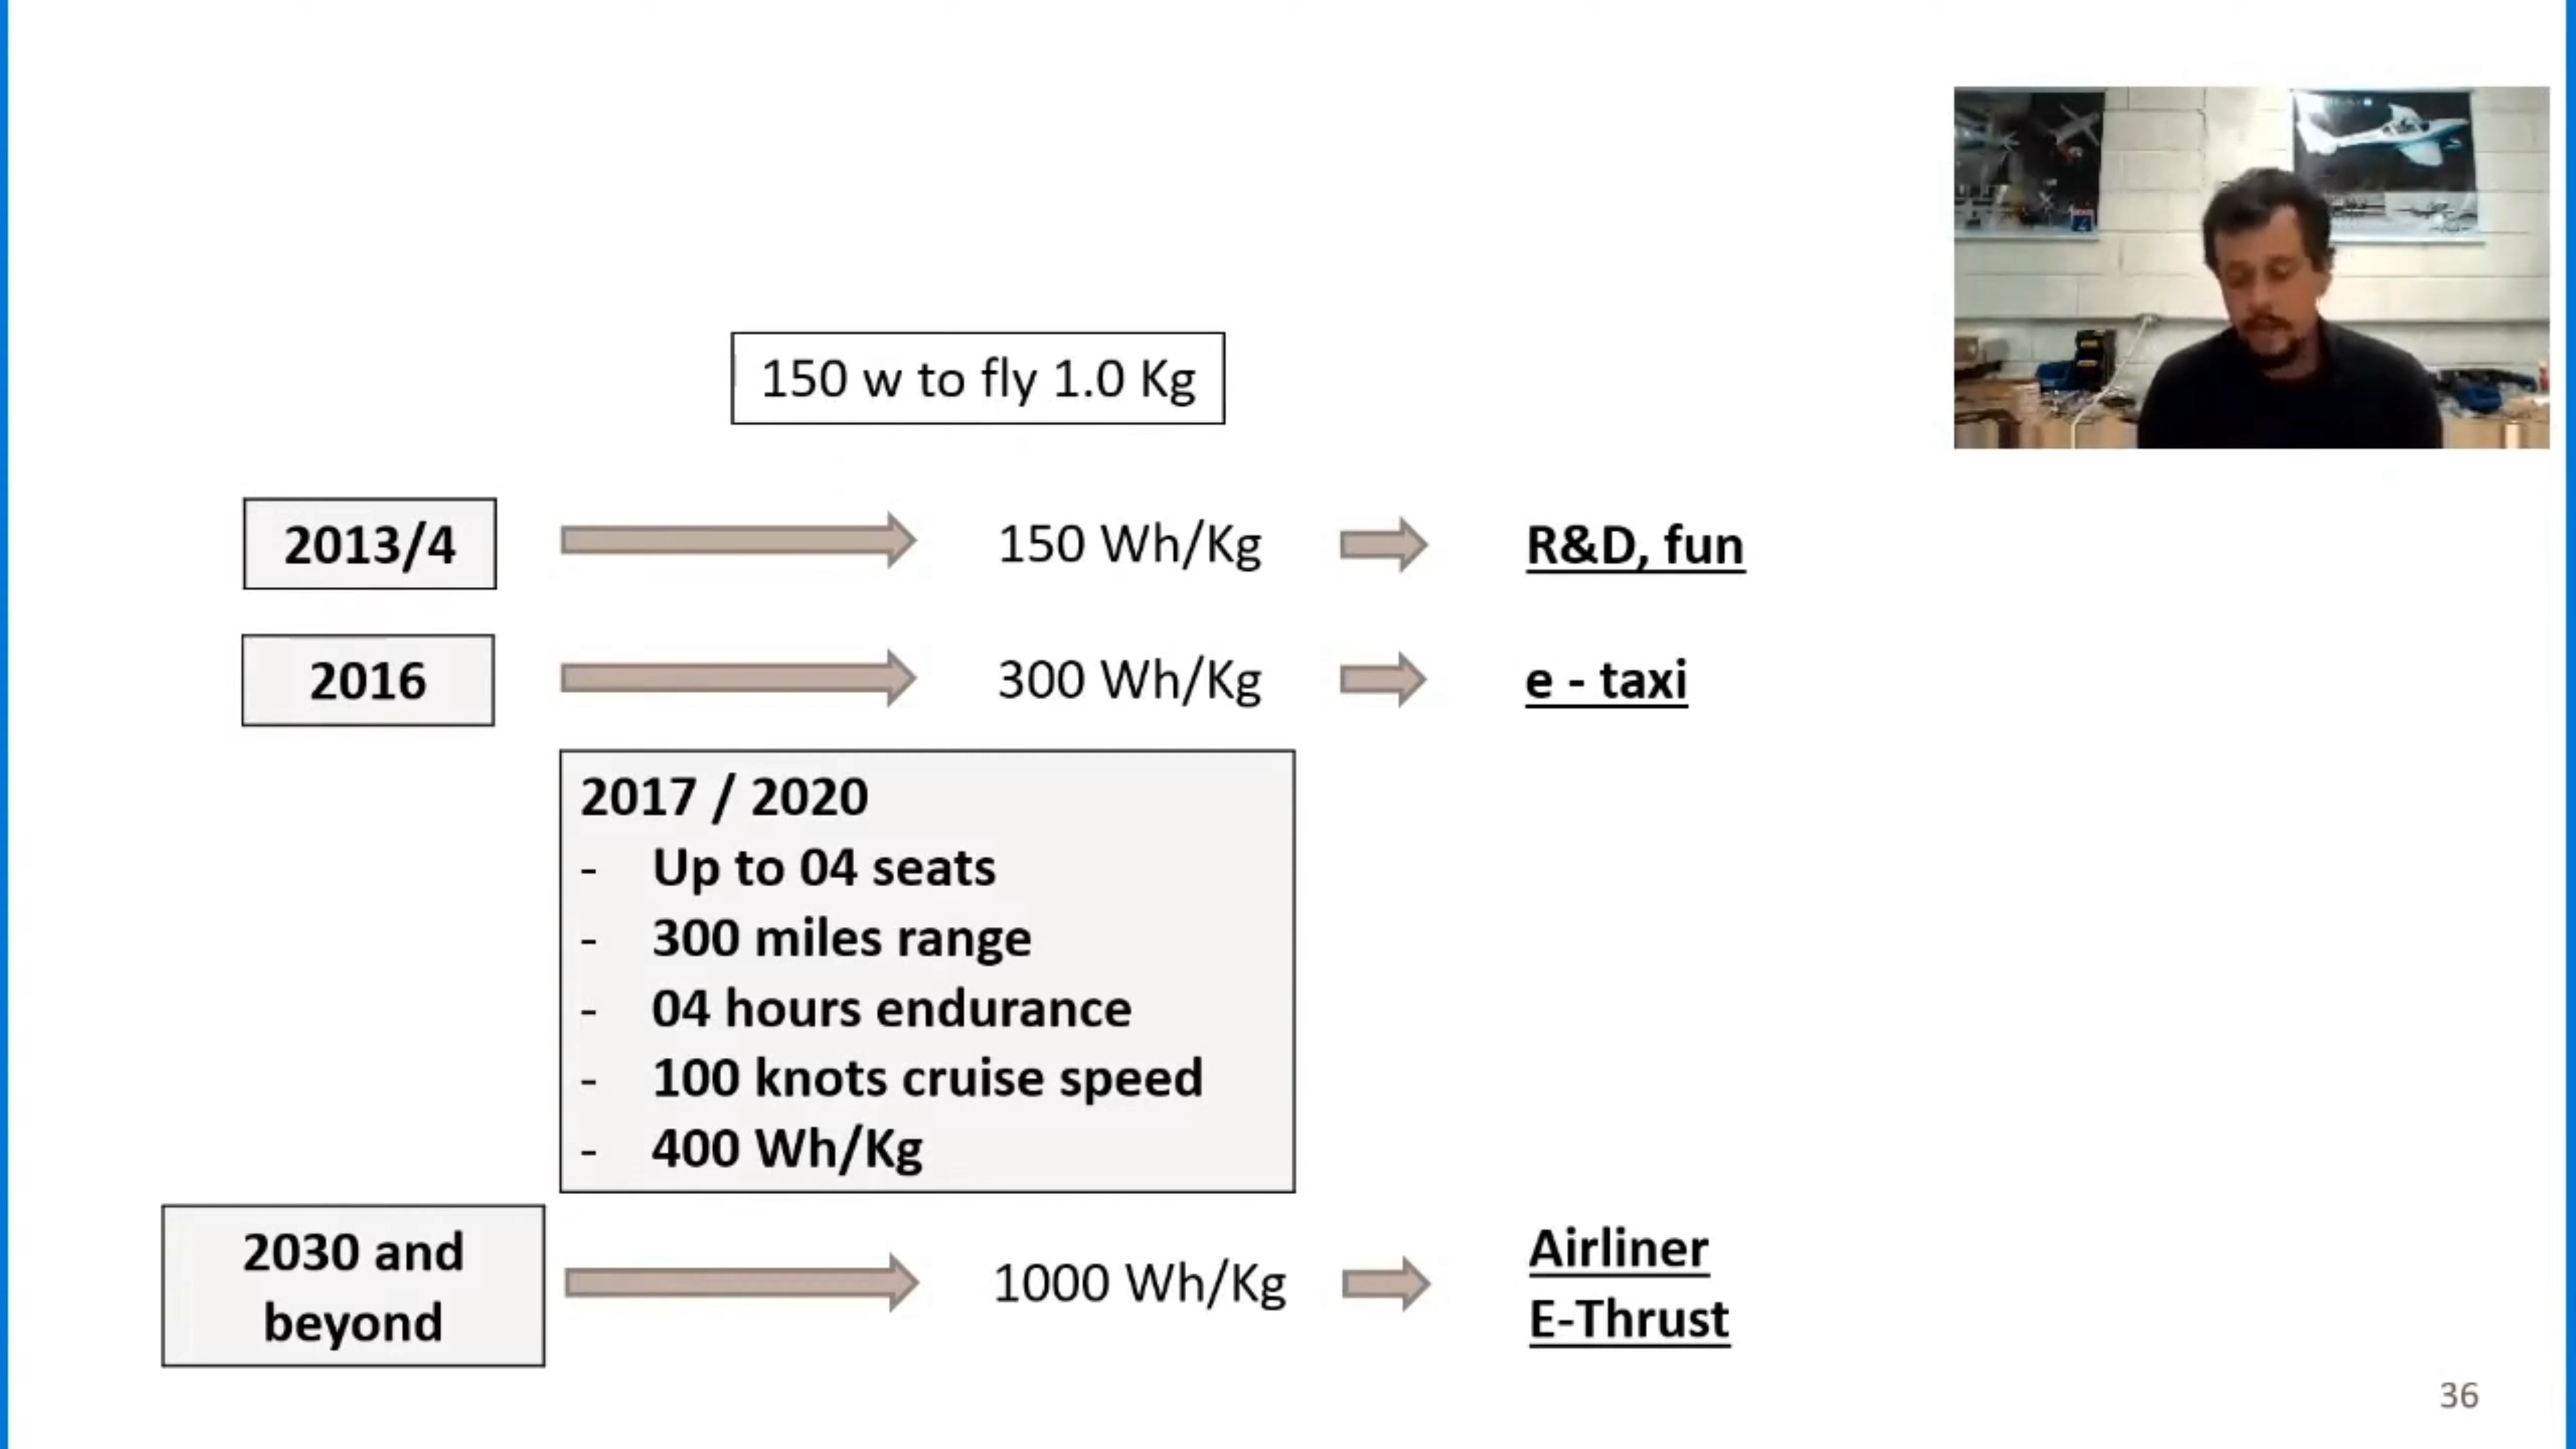 150 w to fly 1.0 Kg
2013/4 150 Wh/Kg R&D, fun
2016 300 Wh/Kg e - taxi
2017 / 2020
- Up to 04 seats
- 300 miles range
- 04 hours endurance
- 100 knots cruise speed
- 400 Wh/Kg
2030 and
beyond
1000 Wh/Kg
Airliner
E-Thrust
36